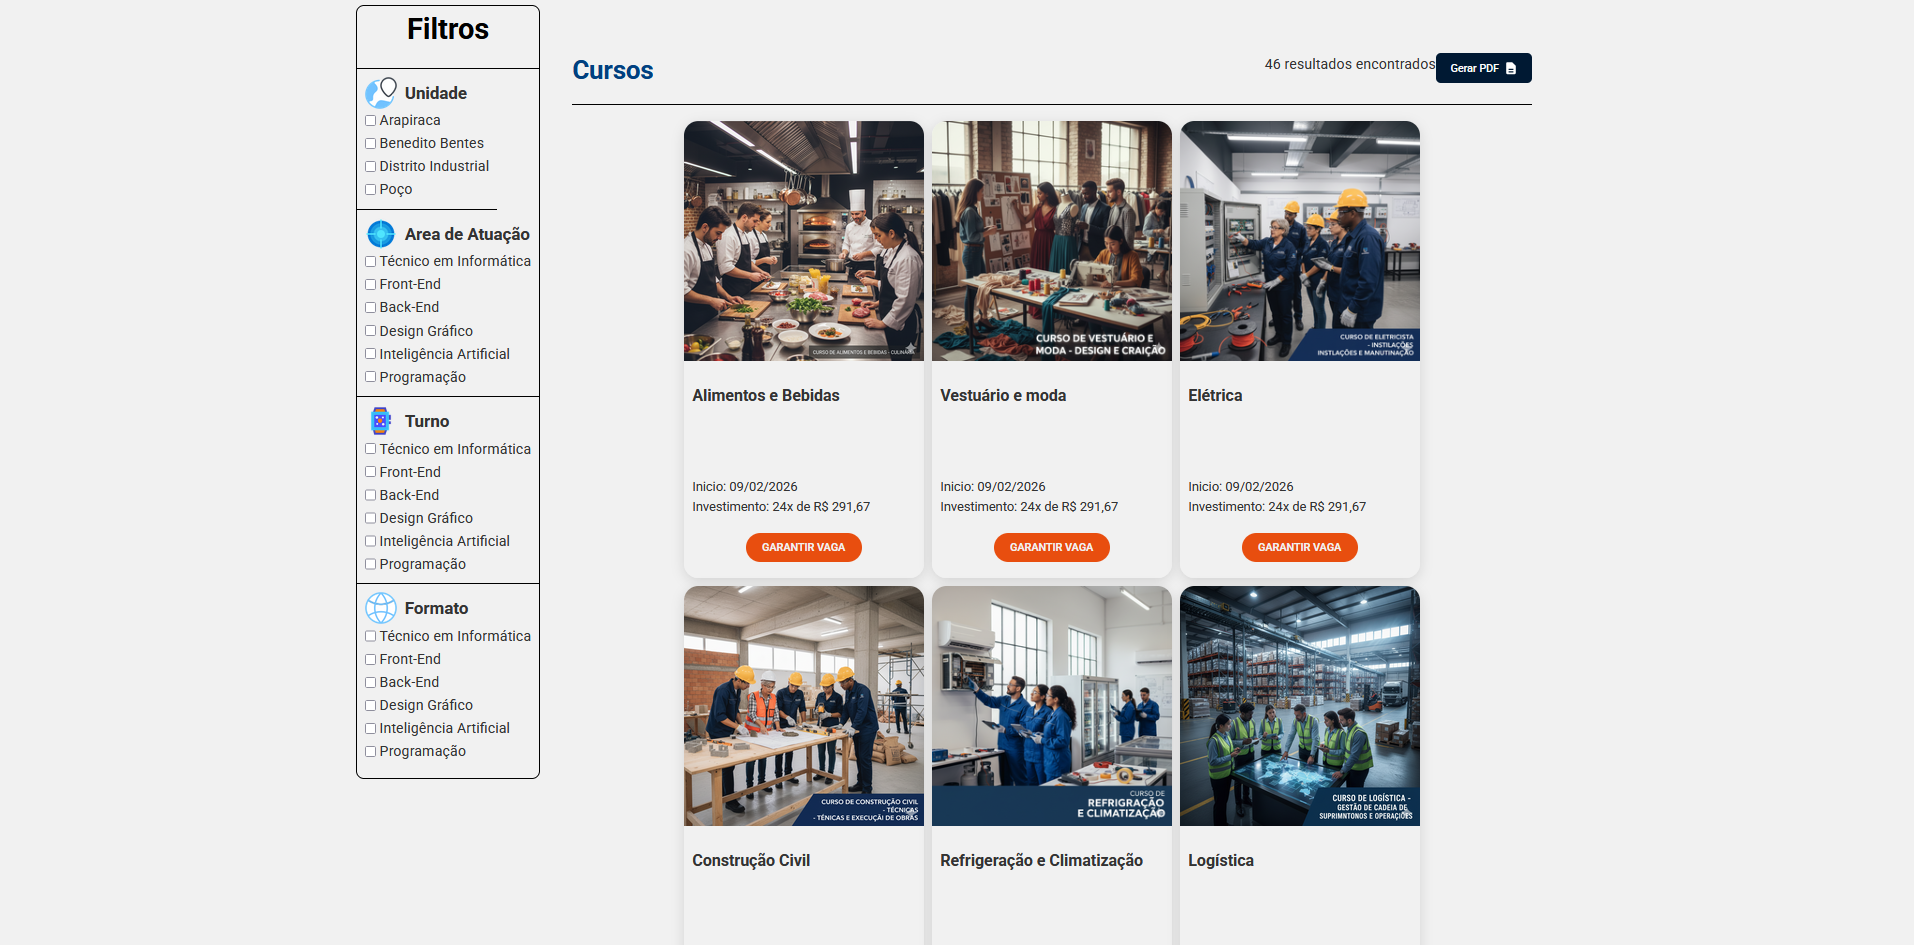 Filtros
Unidade
Arapiraca
Benedito Bentes
Distrito Industrial
Poço
Area de Atuação
Técnico em Informática
Front-End
Back-End
Design Gráfico
Inteligência Artificial
Programação
Turno
Técnico em Informática
Front-End
Back-End
Design Gráfico
Inteligência Artificial
Programação
Formato
Técnico em Informática
Front-End
Back-End
Design Gráfico
Inteligência Artificial
Programação
Cursos
46 resultados encontrados
Gerar PDF
CURSO DE ALIMENTOS E BEBIDAS - CULINÁRIA
Alimentos e Bebidas
Inicio: 09/02/2026
Investimento: 24x de R$ 291,67
GARANTIR VAGA
CURSO DE VESTUÁRIO E
MODA - DESIGN E CRAIÇÃO
Vestuário e moda
Inicio: 09/02/2026
Investimento: 24x de R$ 291,67
GARANTIR VAGA
CURSO DE ELETRICISTA
- INSTILAÇÕES
INSTLAÇÕES E MANUTINAÇÃO
Elétrica
Inicio: 09/02/2026
Investimento: 24x de R$ 291,67
GARANTIR VAGA
CURSO DE CONSTRUÇÃO CIVIL
- TÉCNICAS
- TÉNICAS E EXECUÇÃI DE OBRAS
Construção Civil
CURSO DE
REFRIGRAÇÃO
E CLIMATIZAÇÃO
Refrigeração e Climatização
CURSO DE LOGÍSTICA -
GESTÃO DE CADEIA DE
SUPRIMNTONOS E OPERAÇÕES
Logística